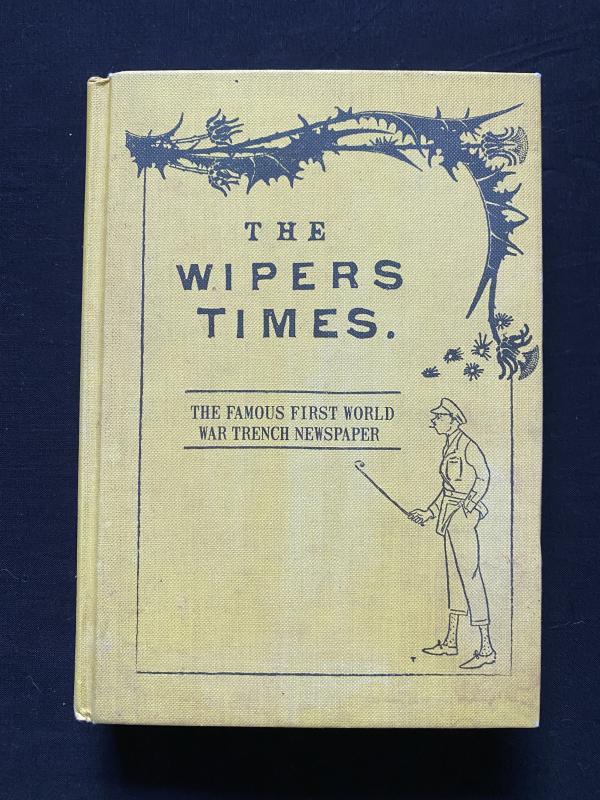 THE
WIPERS
TIMES.
THE FAMOUS FIRST WORLD
WAR TRENCH NEWSPAPER
T